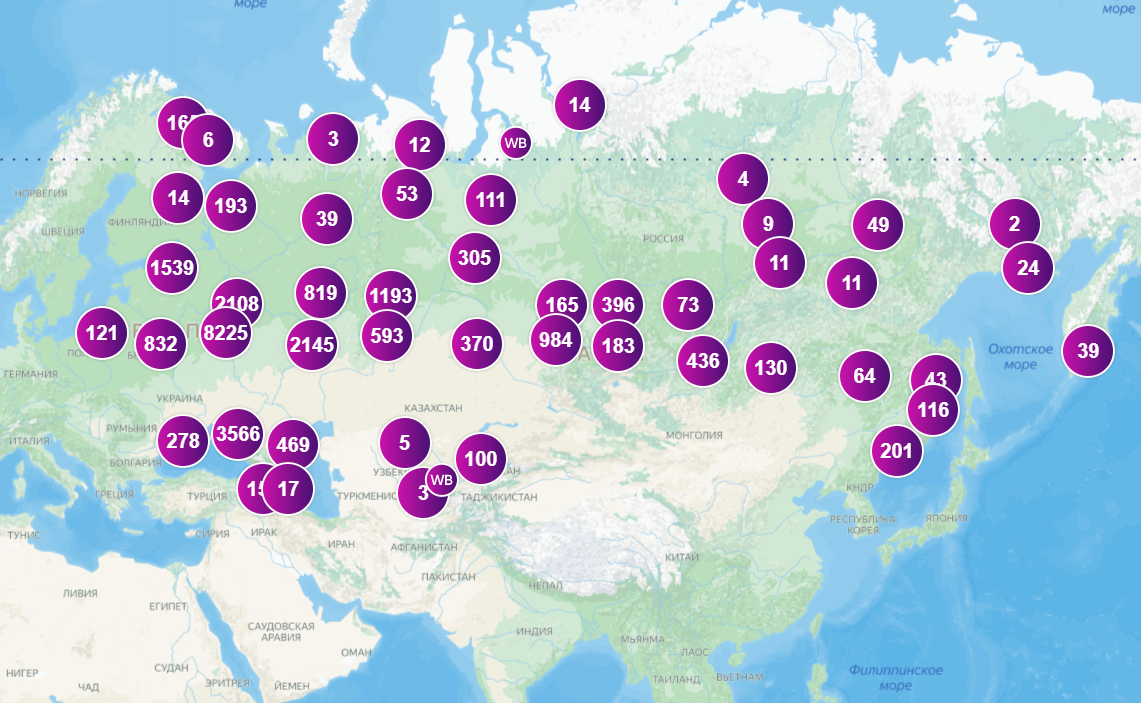 море
море
14
165
6
3
12
WB
14
193
39
53
111
4
9
49
2
НОРВЕГИЯ
ШВЕЦИЯ
РОССИЯ
1539
305
11
11
24
2108
819
1193
165
396
73
121
832
8225
2145
593
370
984
183
436
130
64
43
39
Охотское
море
ГЕРМАНИЯ
УКРАИНА
КАЗАХСТАН
116
РУМЫНИЯ
МОНГОЛИЯ
ИТАЛИЯ
278
3566
469
5
100
201
БОЛГАРИЯ
WB
ГРЕЦИЯ
ТУРЦИЯ
17
3
ТАДЖИКИСТАН
КНДР
РЕСПУБЛИКА
КОРЕЯ
ЯПОНИЯ
ТУНИС
СИРИЯ
ИРАК
ИРАН
АФГАНИСТАН
КИТАЙ
ПАКИСТАН
НЕПАЛ
ЛИВИЯ
ЕГИПЕТ
САУДОВСКАЯ
АРАВИЯ
ИНДИЯ
МЬЯНМА
ОМАН
ЛАОС
НИГЕР
СУДАН
ЧАД
ЭРИТРЕЯ
ЙЕМЕН
ТАИЛАНД
ВЬЕТНАМ
Филиппинское
море